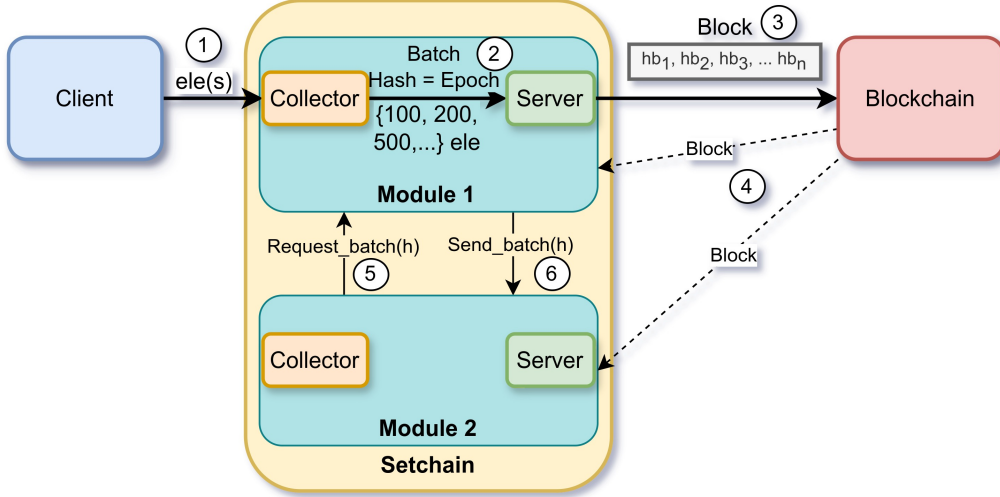 1
ele(s)
Client
Batch
2
Hash = Epoch
Collector
Server
{100, 200,
500,...} ele
Module 1
Block
3
hb1, hb2, hb3, ... hbn
Blockchain
Block
4
Block
Request_batch(h)
5
Send_batch(h)
6
Collector
Server
Module 2
Setchain